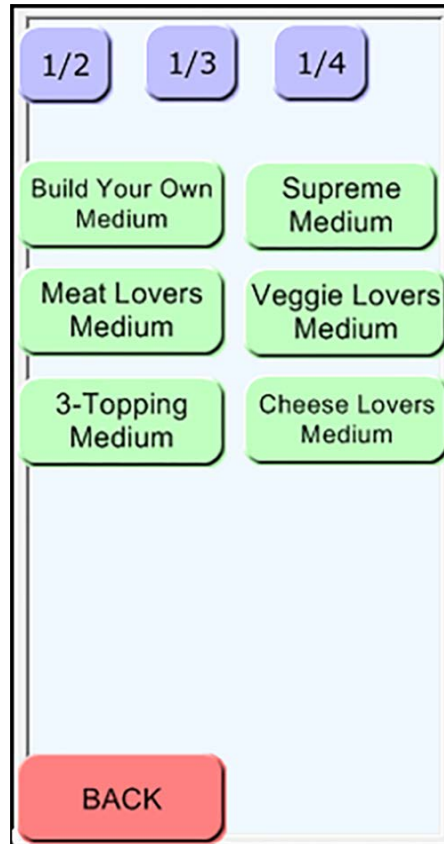 1/2 1/3 1/4
Build Your Own
Medium
Supreme
Medium
Meat Lovers
Medium
Veggie Lovers
Medium
3-Topping
Medium
Cheese Lovers
Medium
BACK